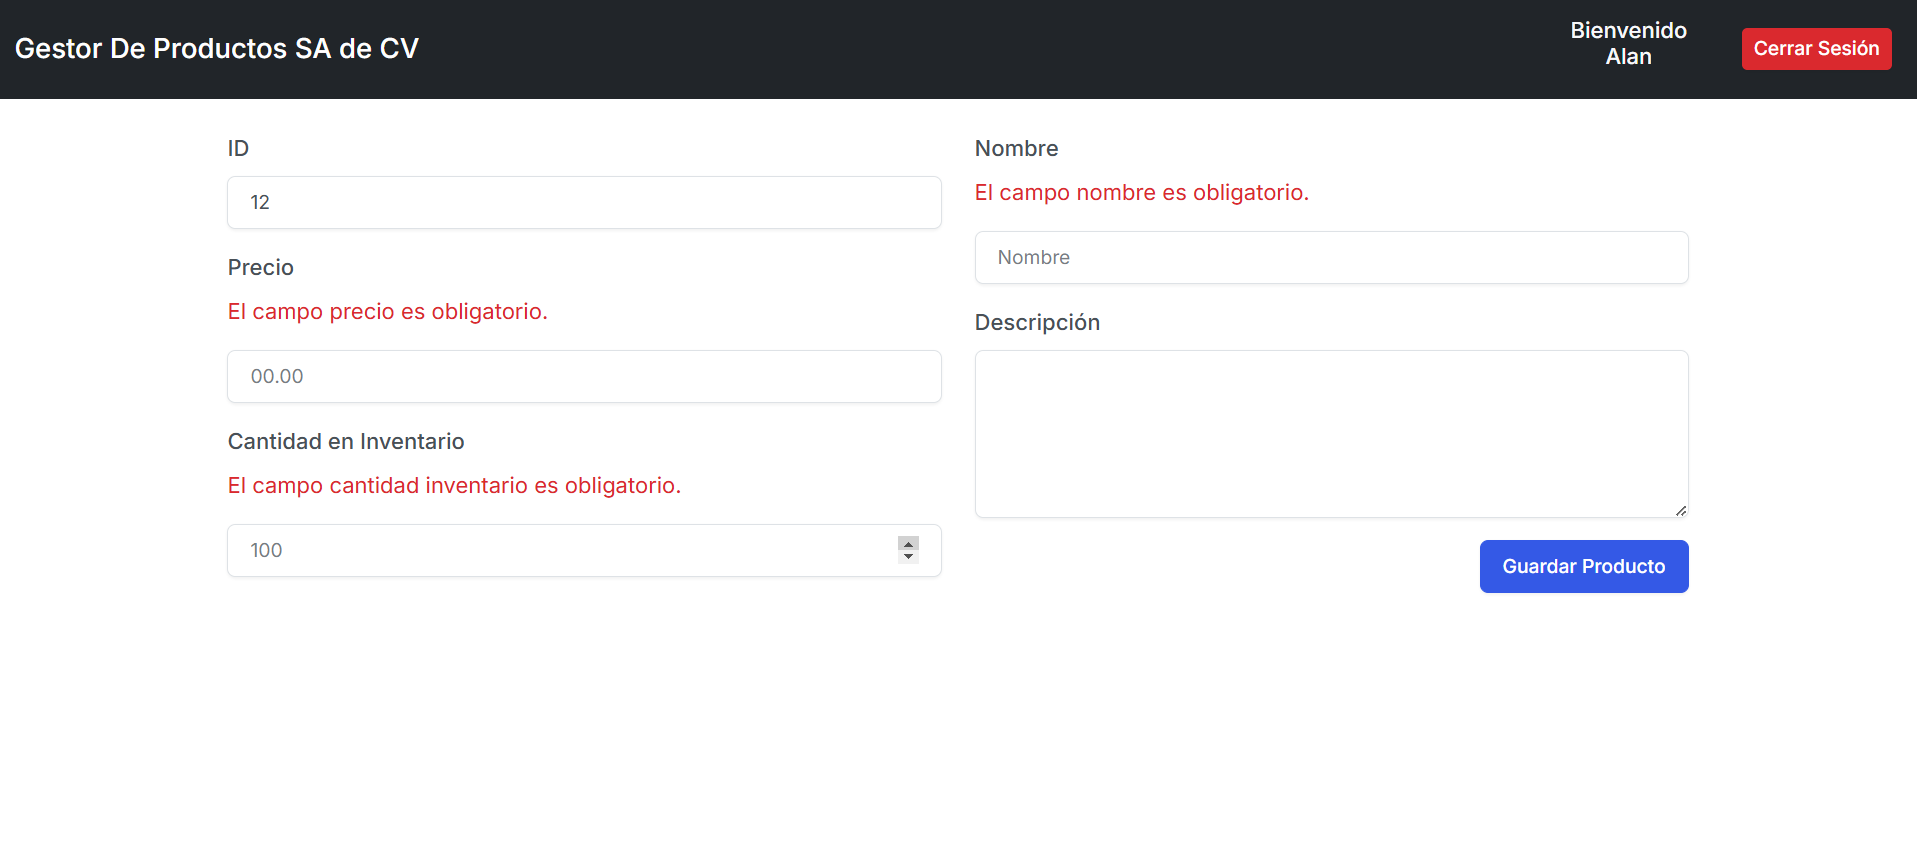 Gestor De Productos SA de CV
Bienvenido
Alan
Cerrar Sesión
ID
12
Precio
El campo precio es obligatorio.
00.00
Cantidad en Inventario
El campo cantidad inventario es obligatorio.
100
Nombre
El campo nombre es obligatorio.
Nombre
Descripción
Guardar Producto